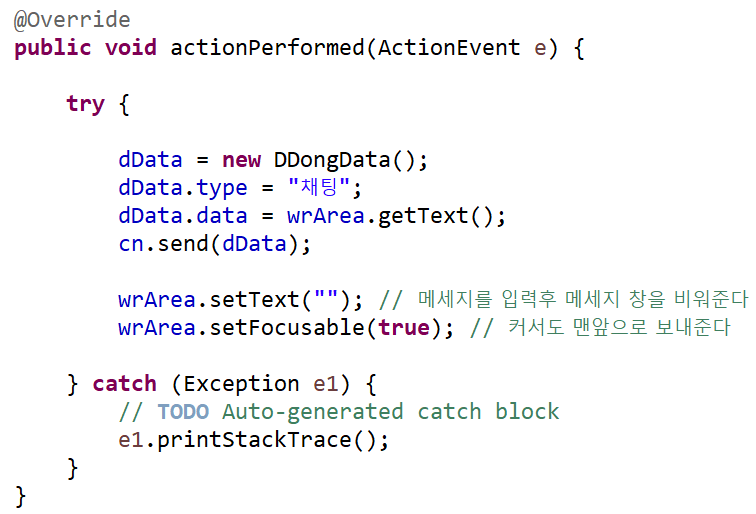 @Override
public void actionPerformed(ActionEvent e) {
try {
dData = new DDongData();
dData.type = "채팅";
dData.data = wrArea.getText();
cn.send(dData);
wrArea.setText(""); // 메세지를 입력후 메세지 창을 비워준다
wrArea.setFocusable(true); // 커서도 맨앞으로 보내준다
} catch (Exception e1) {
// TODO Auto-generated catch block
e1.printStackTrace();
}
}